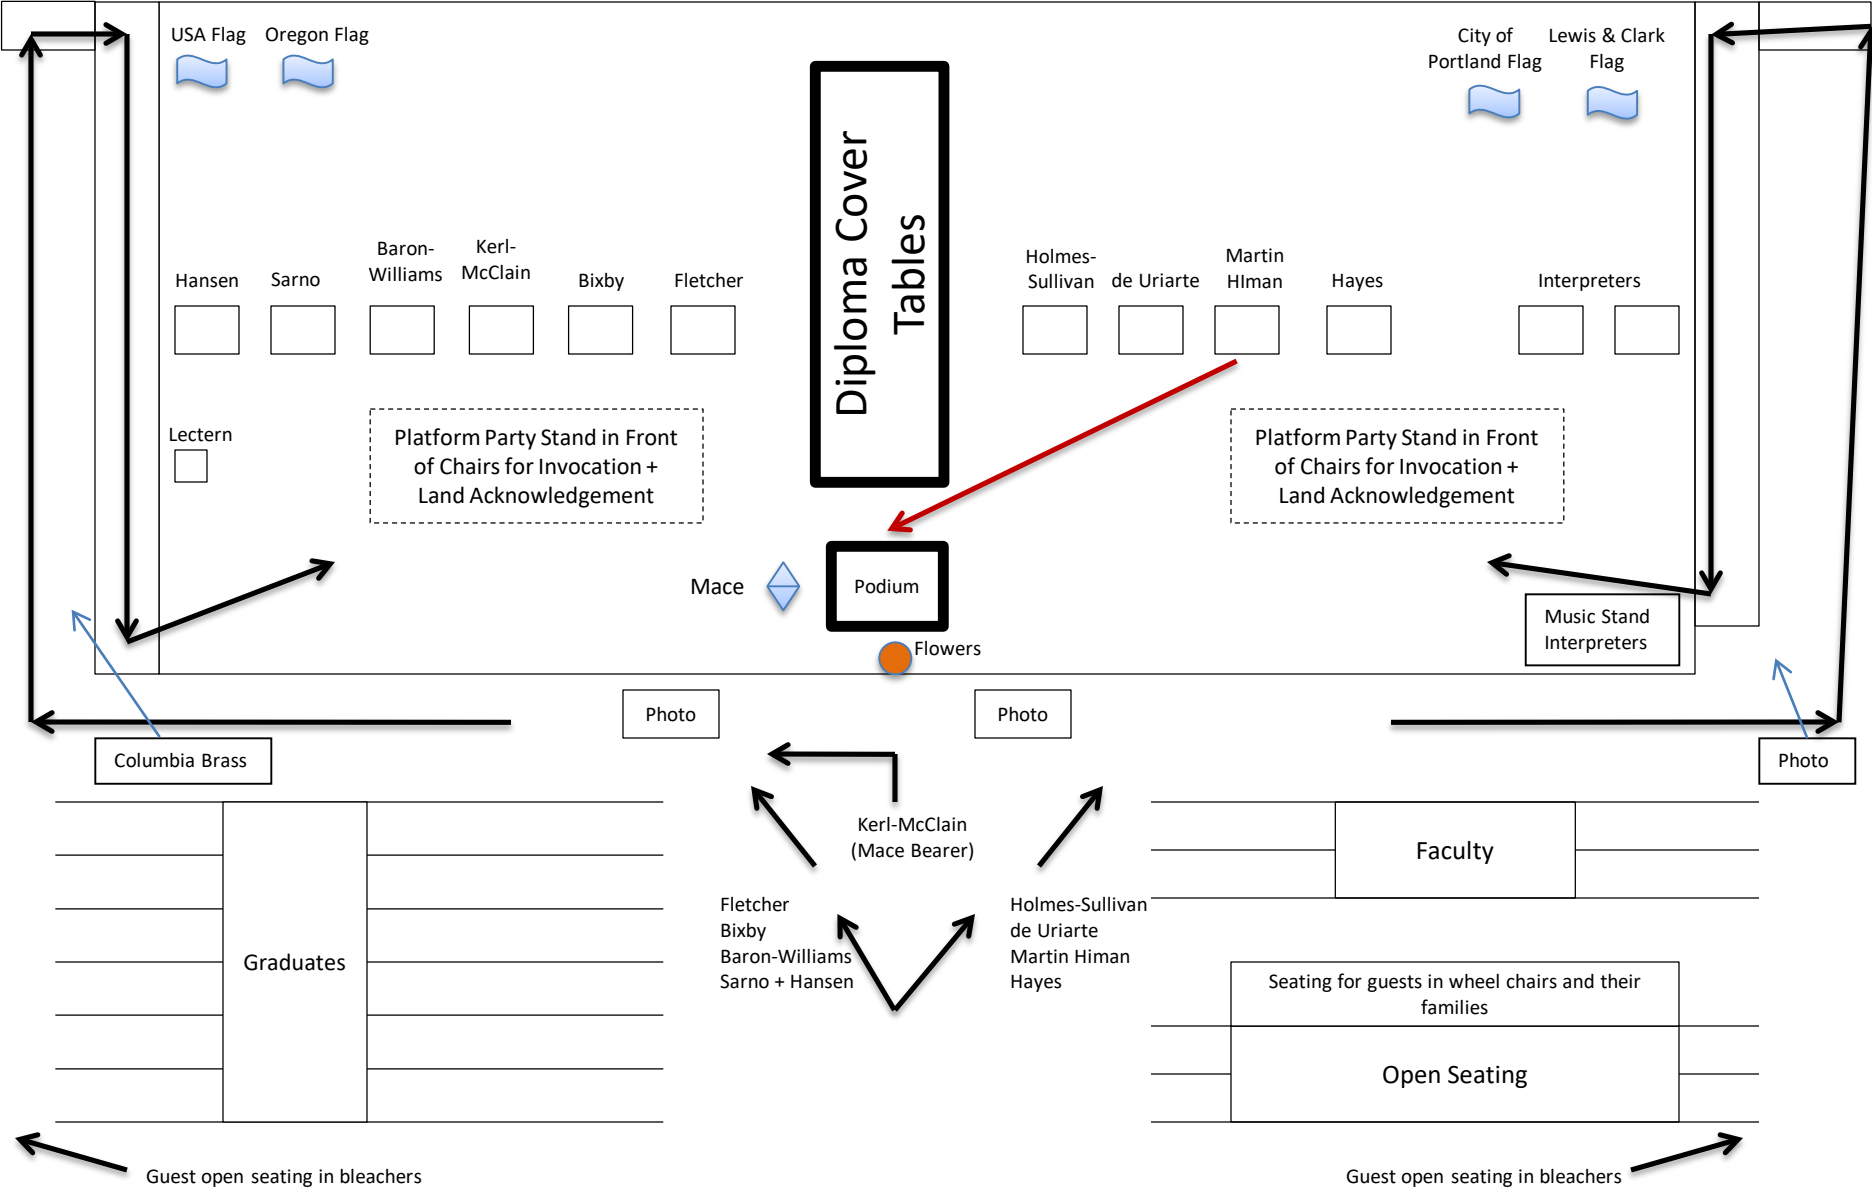 USA Flag
Oregon Flag
City of
Portland Flag
Lewis & Clark
Flag
Diploma Cover
Tables
Hansen
Sarno
Baron-
Williams
Kerl-
McClain
Bixby
Fletcher
Holmes-
Sullivan
de Uriarte
Martin
HIman
Hayes
Interpreters
Lectern
Platform Party Stand in Front
of Chairs for Invocation +
Land Acknowledgement
Platform Party Stand in Front
of Chairs for Invocation +
Land Acknowledgement
Mace
Podium
Flowers
Music Stand
Interpreters
Photo
Photo
Columbia Brass
Photo
Kerl-McClain
(Mace Bearer)
Fletcher
Bixby
Baron-Williams
Sarno + Hansen
Holmes-Sullivan
de Uriarte
Martin Himan
Hayes
Graduates
Faculty
Seating for guests in wheel chairs and their
families
Open Seating
Guest open seating in bleachers
Guest open seating in bleachers